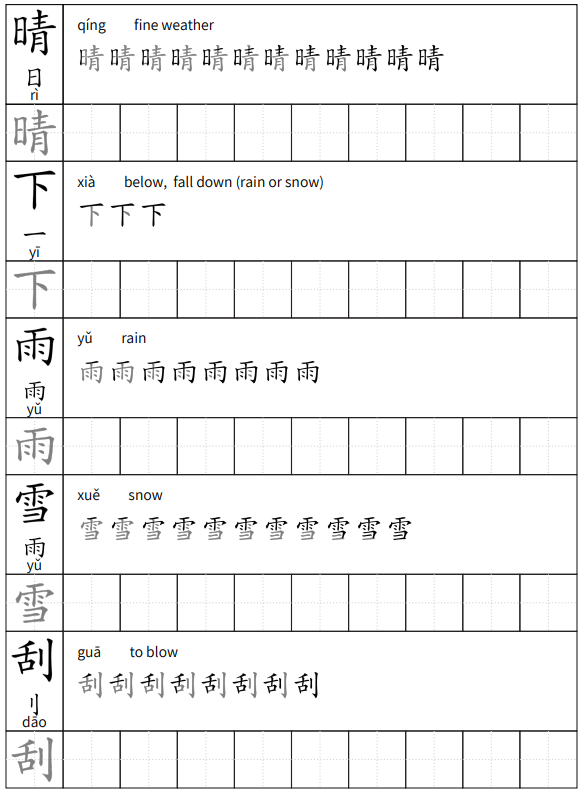 晴 qíng fine weather
晴 晴 晴 晴 晴 晴 晴 晴 晴 晴 晴 晴
日
rì
晴
下 xià below, fall down (rain or snow)
下 下 下
一
yī
下
雨 yǔ rain
雨 雨 雨 雨 雨 雨 雨 雨
雨
yǔ
雨
雪 xuě snow
雪 雪 雪 雪 雪 雪 雪 雪 雪 雪 雪
雨
yǔ
雪
刮 guā to blow
刮 刮 刮 刮 刮 刮 刮 刮
刂
dāo
刮